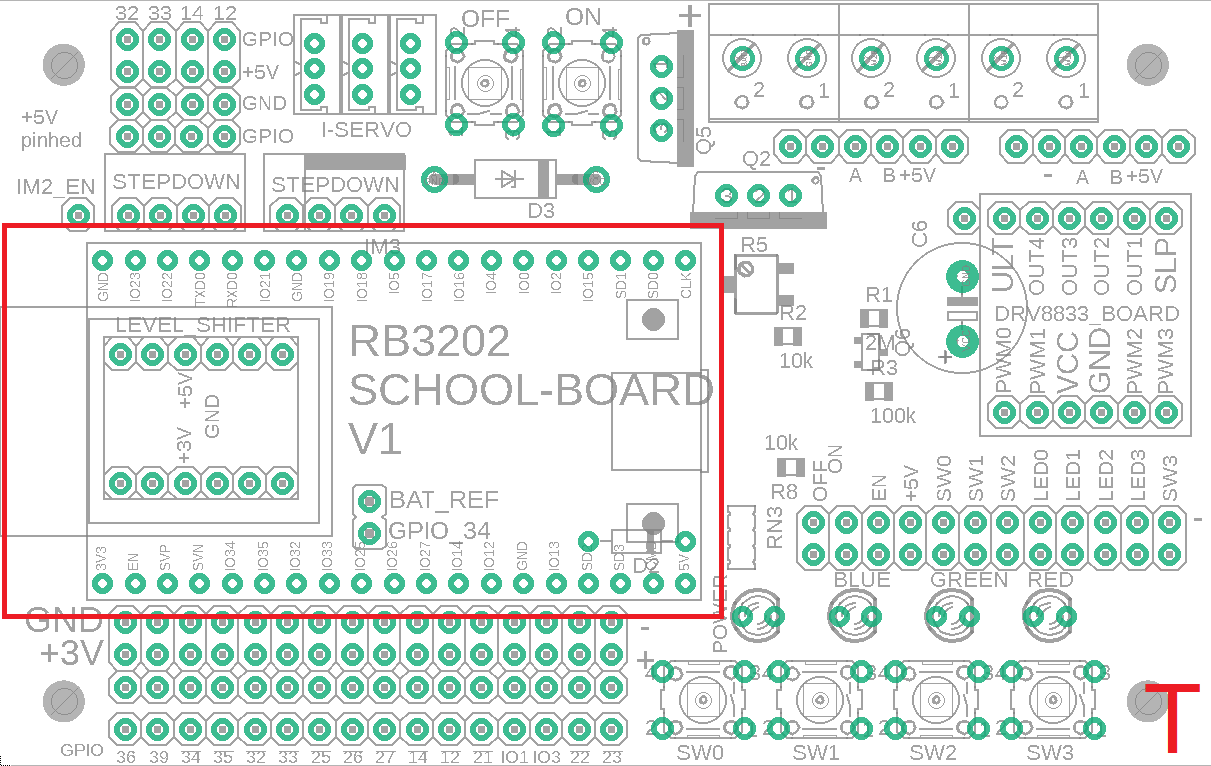 32 33 14 12
GPIO
+5V
GND
GPIO
+5V
pinhed
I-SERVO
OFF
ON
+
Q5
2 1 2 1 2 1
Q2
- A B +5V
- A B +5V
IM2_EN
STEPDOWN
STEPDOWN
D3
3 2 1
IM3
GND IO23 IO22 TXD0 RXD0 IO21 GND IO19 IO18 IO5 IO17 IO16 IO4 IO0 IO2 IO15 SD1 SD0 CLK
R5
C6
ULT OUT4 OUT3 OUT2 OUT1 SLP
DRV8833_BOARD
PWM0 PWM1 VCC GND PWM2 PWM3
R1
R2
10k
2M
Q6
+
R3
100k
LEVEL_SHIFTER
+5V
GND
+3V
RB3202
SCHOOL-BOARD
V1
BAT_REF
GPIO_34
10k
R8
RN3
OFF
ON
EN +5V SW0 SW1 SW2 LED0 LED1 LED2 LED3 SW3
-
3V3 EN SVP SVN IO34 IO35 IO32 IO33 IO25 IO26 IO27 IO14 IO12 GND IO13 SD3 5V
BLUE GREEN RED
POWER
GND
-
+3V
+
GPIO
36 39 34 35 32 33 25 26 27 14 12 21 IO1 IO3 22 23
SW0 SW1 SW2 SW3
T